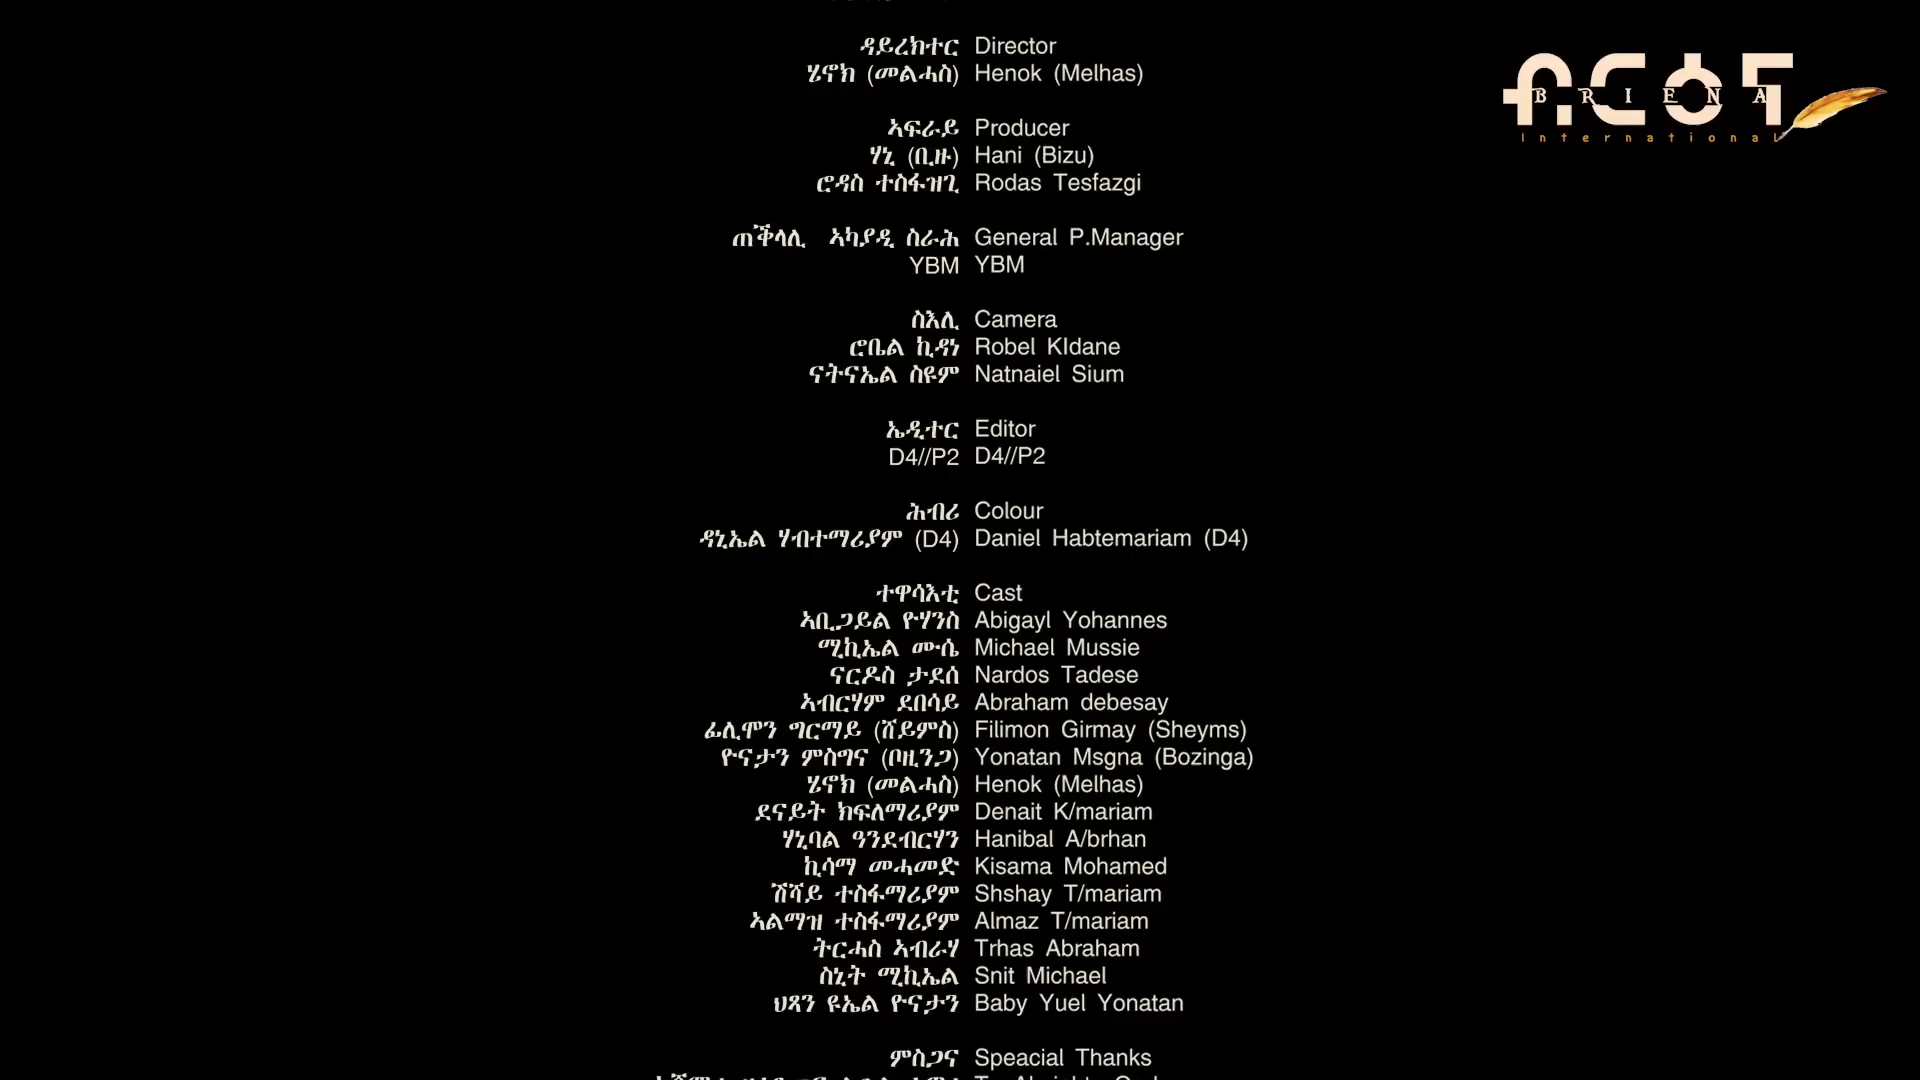 ዳይረክተር Director
ሄኖክ (መልሓስ) Henok (Melhas)
ኣፍራይ Producer
ሃኒ (ቢዙ) Hani (Bizu)
ሮዳስ ተስፋዝጊ Rodas Tesfazgi
ጠቕላሊ ኣካያዲ ስራሕ General P.Manager
YBM YBM
ስእሊ Camera
ሮቤል ኪዳነ Robel KIdane
ናትናኤል ስዩም Natnaiel Sium
ኤዲተር Editor
D4//P2 D4//P2
ሕብሪ Colour
ዳኒኤል ሃብተማሪያም (D4) Daniel Habtemariam (D4)
ተዋሳእቲ Cast
ኣቢጋይል ዮሃንስ Abigayl Yohannes
ሚኪኤል ሙሴ Michael Mussie
ናርዶስ ታደሰ Nardos Tadese
ኣብርሃም ደበሳይ Abraham debesay
ፊሊሞን ግርማይ (ሸይምስ) Filimon Girmay (Sheyms)
ዮናታን ምስግና (ቦዚንጋ) Yonatan Msgna (Bozinga)
ሄኖክ (መልሓስ) Henok (Melhas)
ደናይት ክፍለማሪያም Denait K/mariam
ሃኒባል ዓንደብርሃን Hanibal A/brhan
ኪሳማ መሓመድ Kisama Mohamed
ሽሻይ ተስፋማሪያም Shshay T/mariam
ኣልማዝ ተስፋማሪያም Almaz T/mariam
ትርሓስ ኣብራሃ Trhas Abraham
ስኒት ሚኪኤል Snit Michael
ህጻን ዩኤል ዮናታን Baby Yuel Yonatan
ምስጋና Speacial Thanks
BRIENA
International